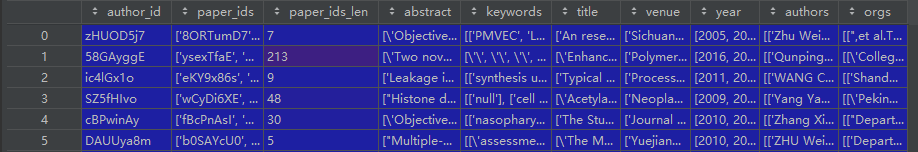 author_id paper_ids paper_ids_len abstract keywords title venue year authors orgs
0 zHUOD5j7 ['8ORTumD7'... 7 [\'Objective... [['PMVEC', 'L... ['An rese... ['Sichuan... [2005, 20... [['Zhu Wei... [[",et al.T...
1 58GAyggE ['ysexTfaE', ... 213 [\'Two nov... [\'\', \'\', \'\', ... [\'Enhanc... ['Polymer... [2016, 20... [['Qunping... [[\'Colleg...
2 ic4lGx1o ['eKY9x86s', ... 9 ['Leakage i... [['synthesis u... ['Typical ... ['Process... [2011, 20... [['WANG C... [['Shand...
3 SZ5fHIvo ['wCyDi6XE', ... 48 ["Histone d... [['null'], ['cell ... [\'Acetyla... ['Neopla... [2009, 20... [['Yang Ya... [[\'Pekin...
4 cBPwinAy ['fBcPnAsI', ... 30 [\'Objective... [['nasophary... ['The Stu... ['Journal ... [2010, 20... [['Zhang Xi... [["Depart...
5 DAUUya8m ['b0SAYcU0', ... 5 ["Multiple-... [[\'assessme... [\'The M... ['Yuejian... [2010, 20... [['ZHU Wei... [["Depart...